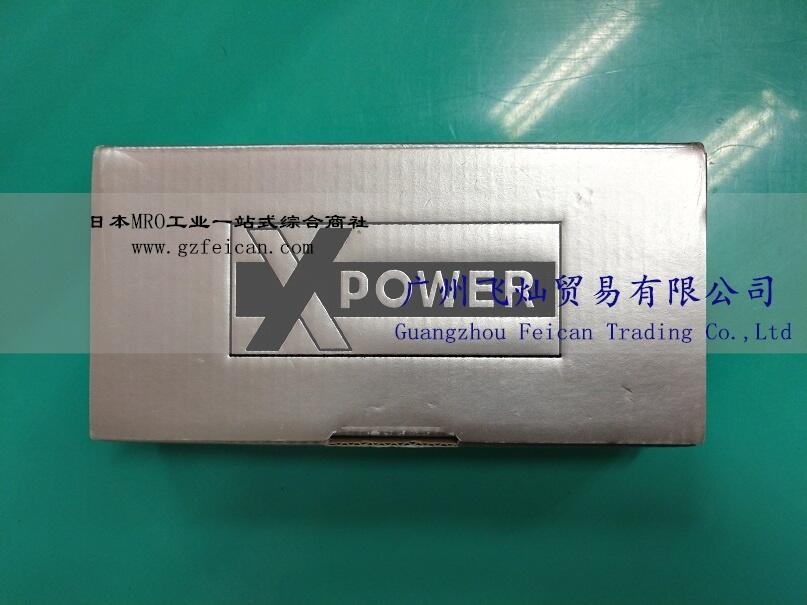 日本MRO工业一站式综合商社
www.gzfeican.com
X POWER
广州飞灿贸易有限公司
Guangzhou Feican Trading Co.,Ltd